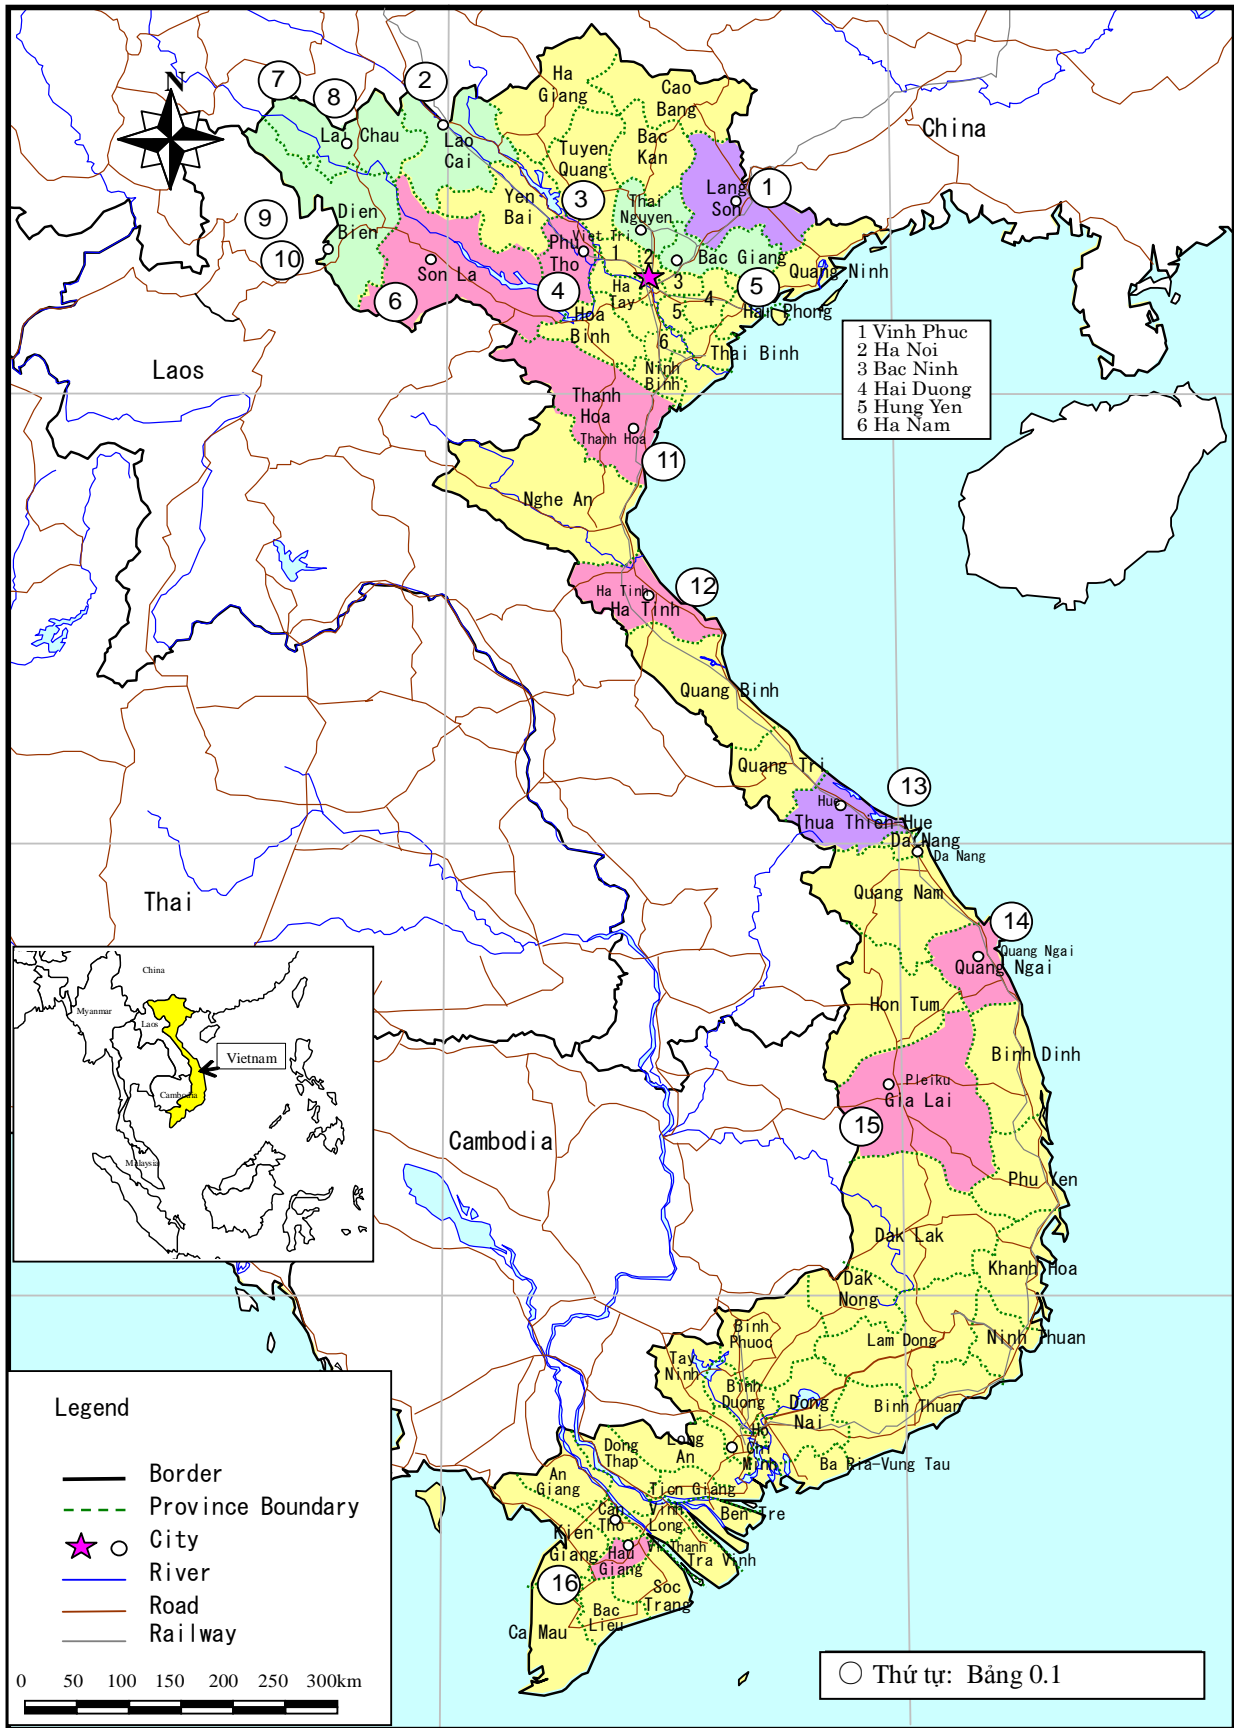 N
7
8
2
Ha
Giang
Cao
Bang
China
Lai Chau
Lao
Cai
Tuyen
Quang
Bac
Kan
Lang
Son
1
Yen
Bai
3
Thai
Nguyen
9
Dien
Bien
10
Viet Tri
Phu
Tho
1
2
Bac Giang
Quang Ninh
Son La
6
4
Ha
Tay
3
4
5
5
Hai Phong
Hoa
Binh
6
Thai Binh
Ninh
Binh
1 Vinh Phuc
2 Ha Noi
3 Bac Ninh
4 Hai Duong
5 Hung Yen
6 Ha Nam
Laos
Thanh
Hoa
Thanh Hoa
11
Nghe An
12
Ha Tinh
Ha Tinh
Quang Binh
Quang Tri
13
Hue
Thua Thien-Hue
Da Nang
Da Nang
Thai
Quang Nam
14
Quang Ngai
Quang Ngai
China
Myanmar
Laos
Vietnam
Cambodia
Malaysia
Hon Tum
Binh Dinh
Pleiku
Gia Lai
15
Cambodia
Phu Yen
Dak Lak
Khanh Hoa
Dak
Nong
Binh
Phuoc
Lam Dong
Ninh Thuan
Tay
Ninh
Binh
Duong
Dong
Nai
Binh Thuan
Ho
Chi
Minh
Long
An
Dong
Thap
Ba Ria-Vung Tau
An
Giang
Tion Giang
Ben Tre
Can
Tho
Vinh
Long
Kien
Giang
Hau
Giang
Vi Thanh
Tra Vinh
16
Soc
Trang
Bac
Lieu
Ca Mau
Legend
Border
Province Boundary
City
River
Road
Railway
0 50 100 150 200 250 300km
Thứ tự: Bảng 0.1